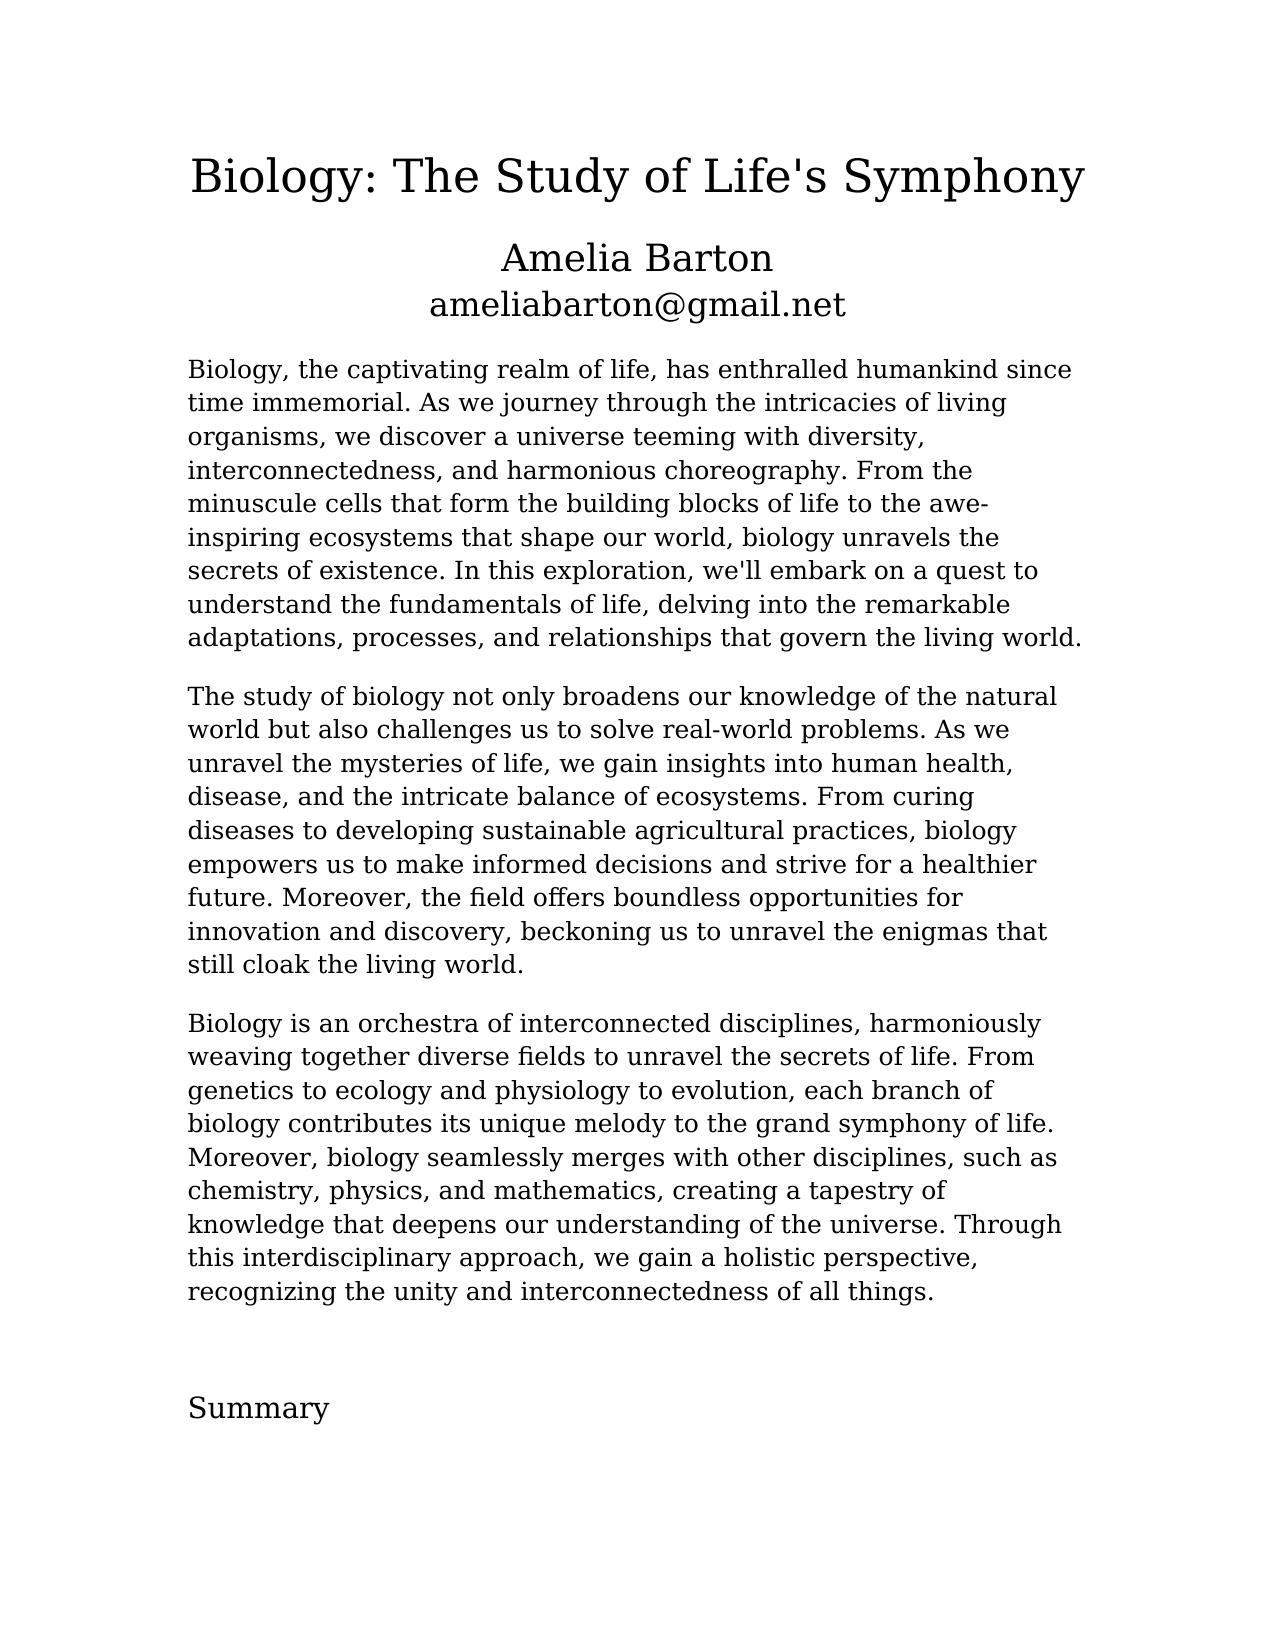 Biology: The Study of Life's Symphony
Amelia Barton
ameliabarton@gmail.net
Biology, the captivating realm of life, has enthralled humankind since
time immemorial. As we journey through the intricacies of living
organisms, we discover a universe teeming with diversity,
interconnectedness, and harmonious choreography. From the
minuscule cells that form the building blocks of life to the awe-
inspiring ecosystems that shape our world, biology unravels the
secrets of existence. In this exploration, we'll embark on a quest to
understand the fundamentals of life, delving into the remarkable
adaptations, processes, and relationships that govern the living world.
The study of biology not only broadens our knowledge of the natural
world but also challenges us to solve real-world problems. As we
unravel the mysteries of life, we gain insights into human health,
disease, and the intricate balance of ecosystems. From curing
diseases to developing sustainable agricultural practices, biology
empowers us to make informed decisions and strive for a healthier
future. Moreover, the field offers boundless opportunities for
innovation and discovery, beckoning us to unravel the enigmas that
still cloak the living world.
Biology is an orchestra of interconnected disciplines, harmoniously
weaving together diverse fields to unravel the secrets of life. From
genetics to ecology and physiology to evolution, each branch of
biology contributes its unique melody to the grand symphony of life.
Moreover, biology seamlessly merges with other disciplines, such as
chemistry, physics, and mathematics, creating a tapestry of
knowledge that deepens our understanding of the universe. Through
this interdisciplinary approach, we gain a holistic perspective,
recognizing the unity and interconnectedness of all things.
Summary